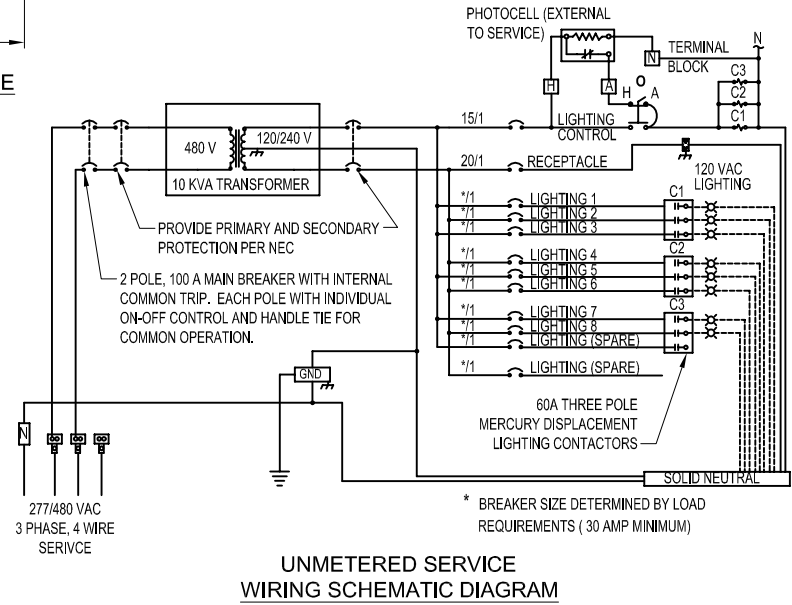 PHOTOCELL (EXTERNAL
TO SERVICE)
N
TERMINAL
BLOCK
N
E
H
A
H
O
A
C3
C2
C1
15/1
LIGHTING
CONTROL
480 V
120/240 V
10 KVA TRANSFORMER
20/1
RECEPTACLE
120 VAC
LIGHTING
PROVIDE PRIMARY AND SECONDARY
PROTECTION PER NEC
*/1
LIGHTING 1
C1
*/1
LIGHTING 2
*/1
LIGHTING 3
2 POLE, 100 A MAIN BREAKER WITH INTERNAL
COMMON TRIP. EACH POLE WITH INDIVIDUAL
ON-OFF CONTROL AND HANDLE TIE FOR
COMMON OPERATION.
*/1
LIGHTING 4
C2
*/1
LIGHTING 5
*/1
LIGHTING 6
*/1
LIGHTING 7
C3
*/1
LIGHTING 8
*/1
LIGHTING (SPARE)
*/1
LIGHTING (SPARE)
GND
60A THREE POLE
MERCURY DISPLACEMENT
LIGHTING CONTACTORS
N
SOLID NEUTRAL
277/480 VAC
3 PHASE, 4 WIRE
SERIVCE
* BREAKER SIZE DETERMINED BY LOAD
REQUIREMENTS ( 30 AMP MINIMUM)
UNMETERED SERVICE
WIRING SCHEMATIC DIAGRAM